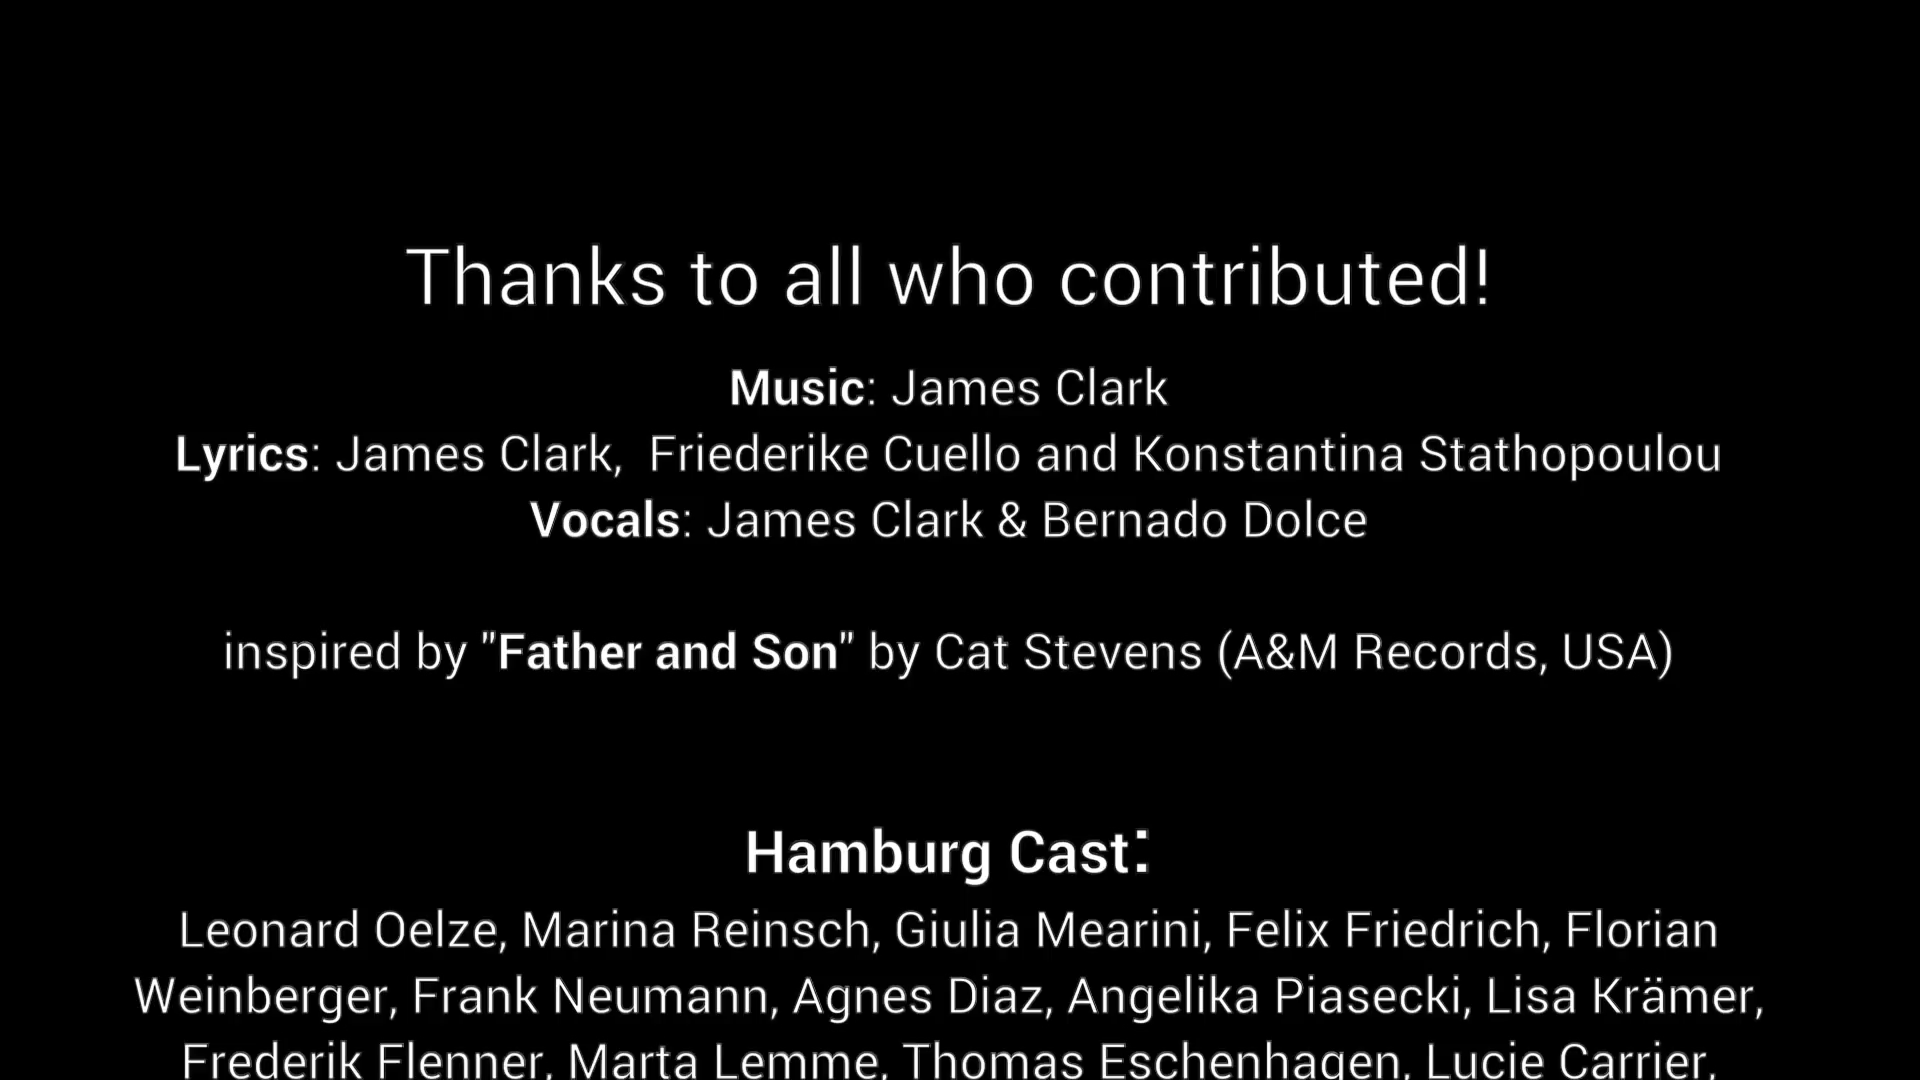 Thanks to all who contributed!
Music: James Clark
Lyrics: James Clark,  Friederike Cuello and Konstantina Stathopoulou
Vocals: James Clark & Bernado Dolce
inspired by "Father and Son" by Cat Stevens (A&M Records, USA)
Hamburg Cast:
Leonard Oelze, Marina Reinsch, Giulia Mearini, Felix Friedrich, Florian
Weinberger, Frank Neumann, Agnes Diaz, Angelika Piasecki, Lisa Krämer,
Frederik Flenner, Marta Lemme, Thomas Eschenhagen, Lucie Carrier,